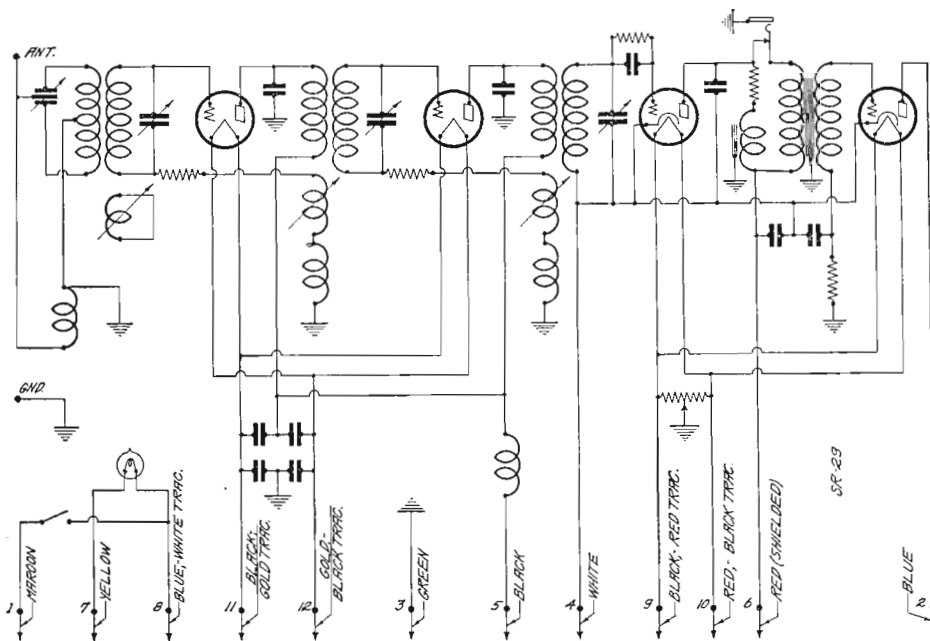 ANT.
GND.
SR-29
1
MAROON
7
YELLOW
8
BLUE,-WHITE TRAC.
11
BLACK-
GOLD TRAC.
12
GOLD-
BLACK TRAC.
3
GREEN
5
BLACK
4
WHITE
9
BLACK,-RED TRAC.
10
RED,-BLACK TRAC.
6
RED (SHIELDED)
BLUE
2